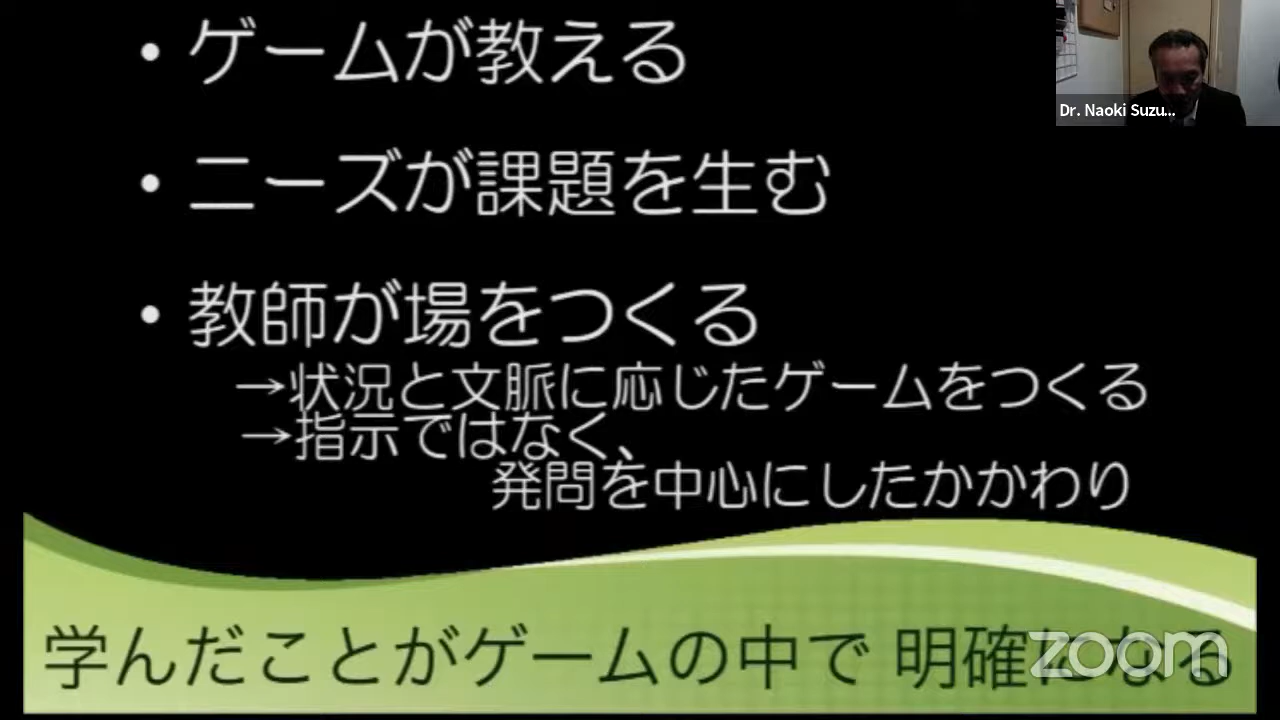 ・ゲームが教える
Dr. Naoki Suzu...
・ニーズが課題を生む
・教師が場をつくる
→状況と文脈に応じたゲームをつくる
→指示ではなく、
発問を中心にしたかかわり
学んだことがゲームの中で 明確になる
zoom